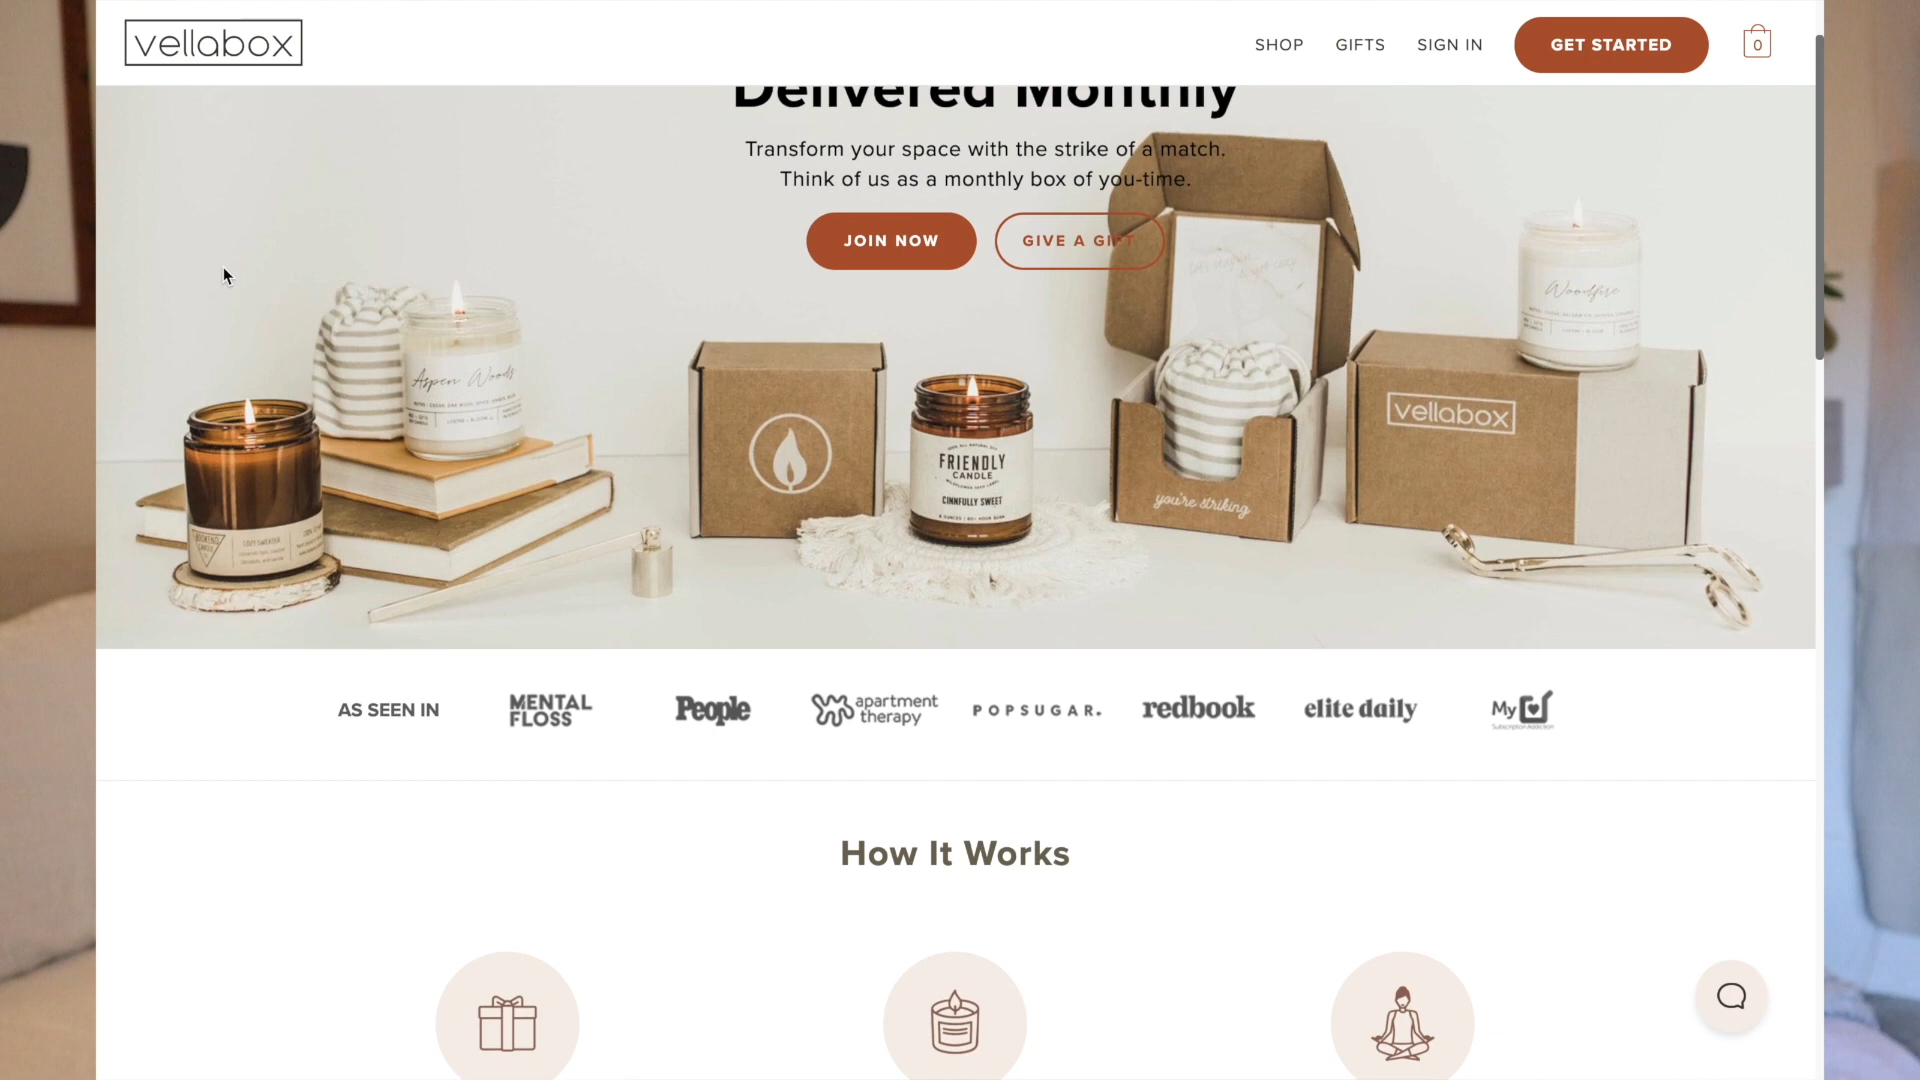 vellabox
SHOP
GIFTS
SIGN IN
GET STARTED
0
Delivered Monthly
Transform your space with the strike of a match.
Think of us as a monthly box of you-time.
JOIN NOW
GIVE A GIFT
Aspen Woods
Woodfire
vellabox
FRIENDLY
CANDLE
CINNFULLY SWEET
you're striking
AS SEEN IN
MENTAL
FLOSS
People
apartment
therapy
POPSUGAR.
redbook
elite daily
My
Subscription Addiction
How It Works